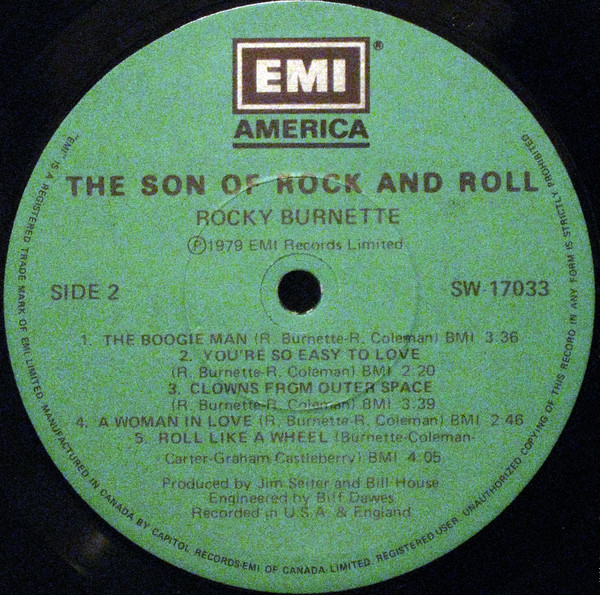 EMI®
AMERICA
THE SON OF ROCK AND ROLL
ROCKY BURNETTE
Ⓟ1979 EMI Records Limited
SIDE 2
SW 17033
1. THE BOOGIE MAN (R. Burnette-R. Coleman) BMI 3:36
2. YOU'RE SO EASY TO LOVE
(R. Burnette-R. Coleman) BMI 2:20
3. CLOWNS FROM OUTER SPACE
(R. Burnette-R. Coleman) BMI 3:39
4. A WOMAN IN LOVE (R. Burnette-R. Coleman) BMI 2:46
5. ROLL LIKE A WHEEL (Burnette-Coleman-
Carter-Graham Castleberry) BMI 4:05
Produced by Jim Seiter and Bill House
Engineered by Biff Dawes
Recorded in U.S.A. & England
"EMI" IS A REGISTERED TRADE MARK OF EMI LIMITED. MANUFACTURED IN CANADA BY CAPITOL RECORDS-EMI OF CANADA LIMITED. REGISTERED USER. UNAUTHORIZED COPYING OF THIS RECORD IN ANY FORM IS STRICTLY PROHIBITED